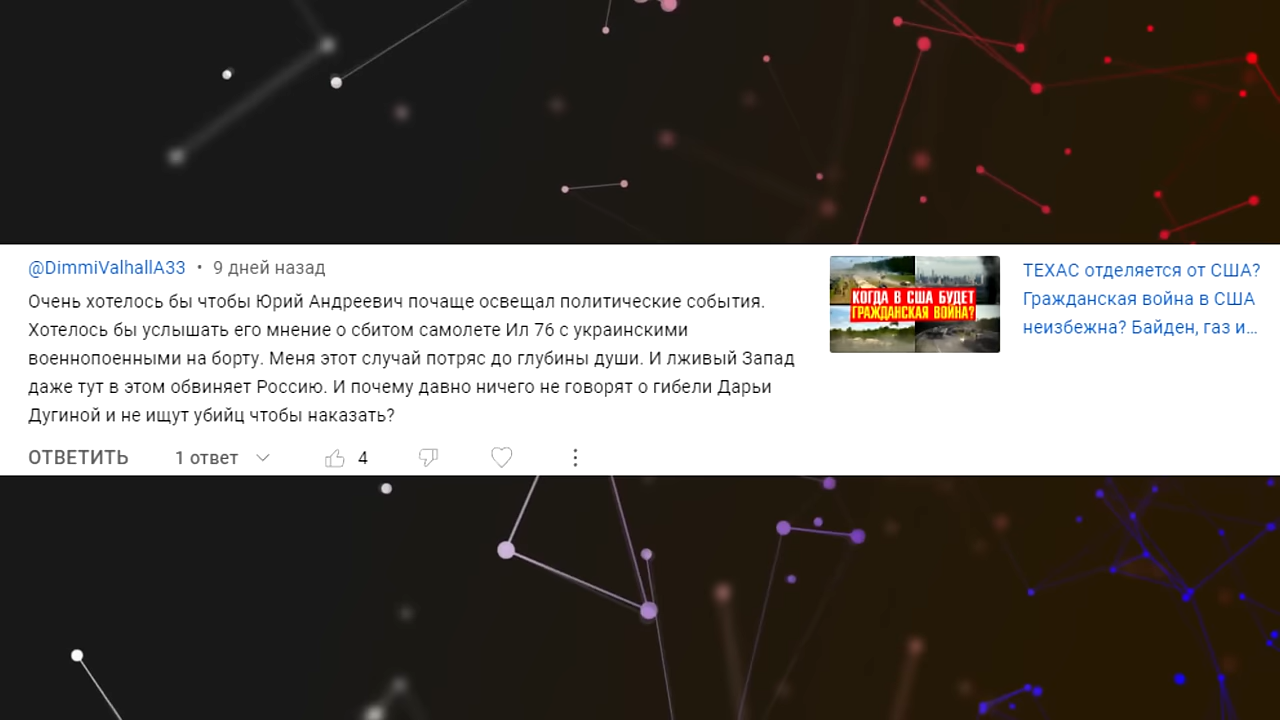 @DimmiValhallA33 • 9 дней назад
Очень хотелось бы чтобы Юрий Андреевич почаще освещал политические события.
Хотелось бы услышать его мнение о сбитом самолете Ил 76 с украинскими
военнопоенными на борту. Меня этот случай потряс до глубины души. И лживый Запад
даже тут в этом обвиняет Россию. И почему давно ничего не говорят о гибели Дарьи
Дугиной и не ищут убийц чтобы наказать?
ОТВЕТИТЬ 1 ответ 4
КОГДА В США БУДЕТ
ГРАЖДАНСКАЯ ВОЙНА?
ТЕХАС отделяется от США?
Гражданская война в США
неизбежна? Байден, газ и...